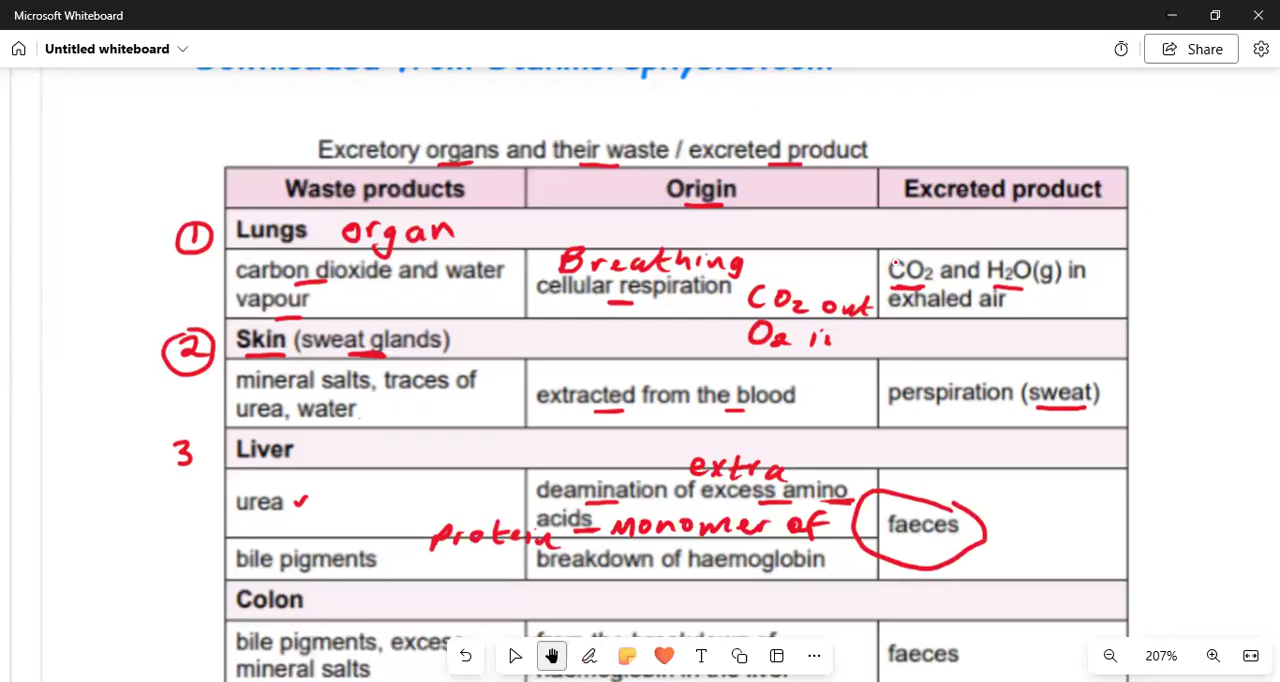 Microsoft Whiteboard
Untitled whiteboard
Share
Excretory organs and their waste / excreted product
Waste products Origin Excreted product
1 Lungs organ
Breathing
carbon dioxide and water vapour
cellular respiration
CO2 and H2O(g) in exhaled air
CO2 out
O2 i
2 Skin (sweat glands)
mineral salts, traces of urea, water
extracted from the blood
perspiration (sweat)
3 Liver
extra
urea
deamination of excess amino acids
monomer of
protein
faeces
bile pigments
breakdown of haemoglobin
Colon
bile pigments, excess
mineral salts
haemoglobin in the liver
faeces
T
207%